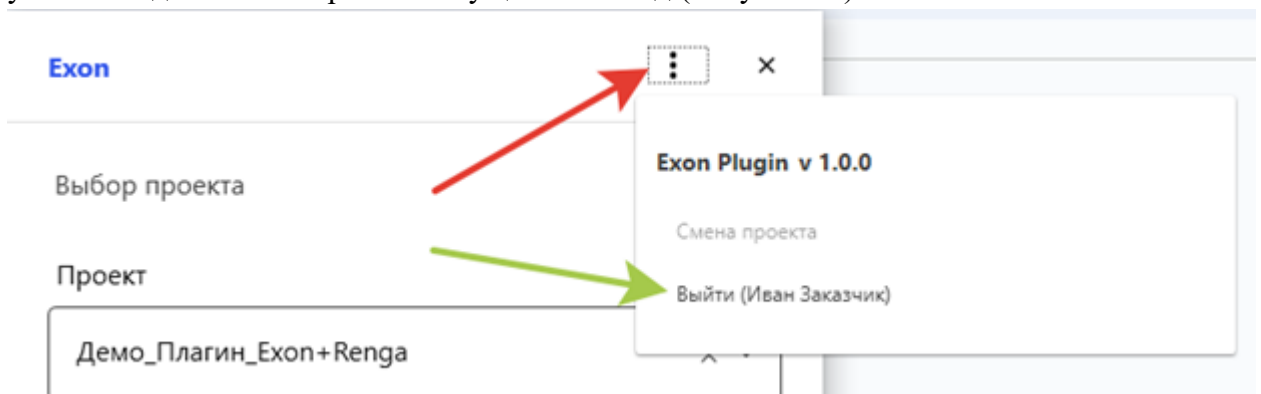 Exon
Exon Plugin v 1.0.0
Выбор проекта
Смена проекта
Проект
Выйти (Иван Заказчик)
Демо_Плагин_Exon+Renga